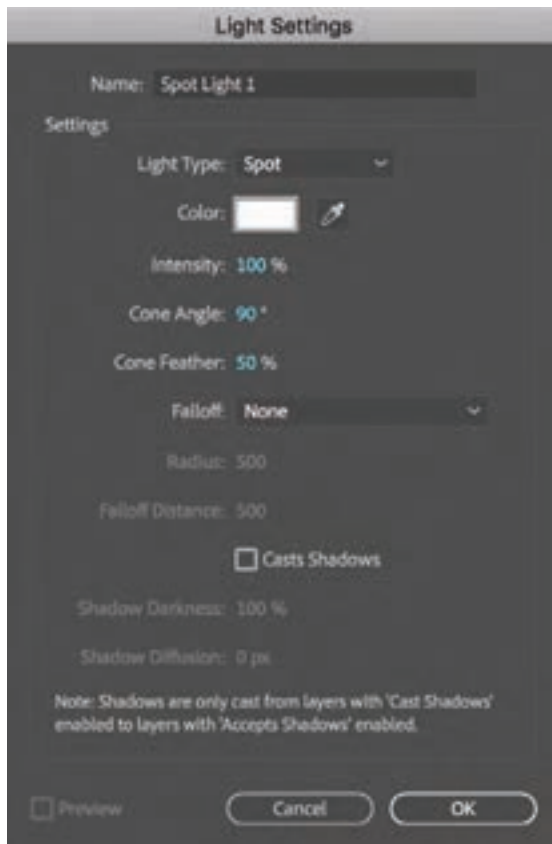 Light Settings
Name: Spot Light 1
Settings
Light Type: Spot
Color:
Intensity: 100 %
Cone Angle: 90 °
Cone Feather: 50 %
Falloff: None
Radius: 500
Falloff Distance: 500
Casts Shadows
Shadow Darkness: 100 %
Shadow Diffusion: 0 px
Note: Shadows are only cast from layers with 'Cast Shadows'
enabled to layers with 'Accepts Shadows' enabled.
Preview Cancel OK